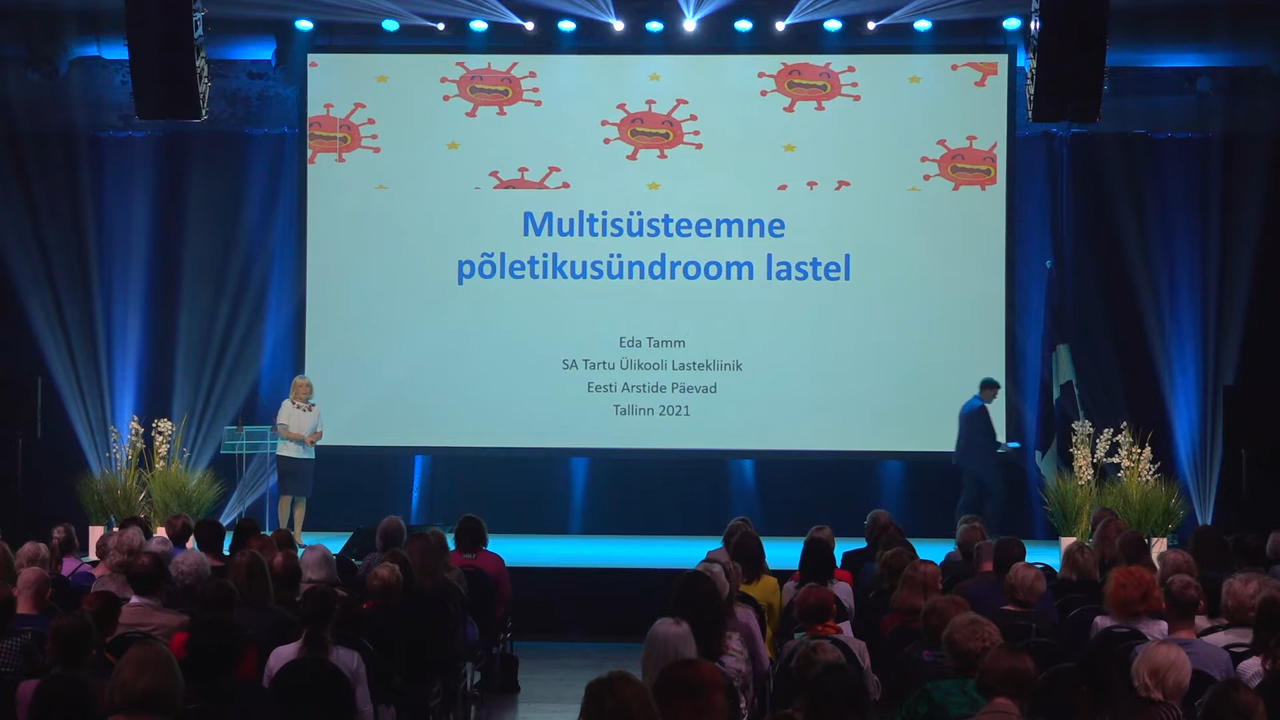 Multisüsteemne
põletikusündroom lastel
Eda Tamm
SA Tartu Ülikooli Lastekliinik
Eesti Arstide Päevad
Tallinn 2021